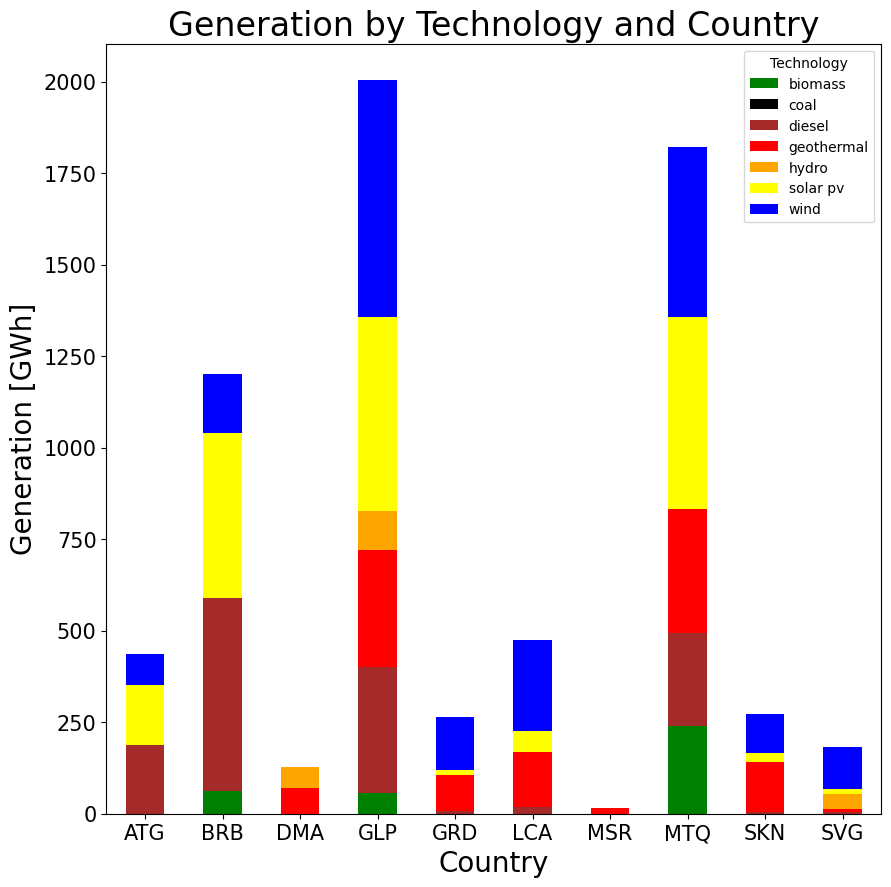 Generation by Technology and Country
Technology
biomass
coal
diesel
geothermal
hydro
solar pv
wind
Generation [GWh]
2000
1750
1500
1250
1000
750
500
250
0
ATG BRB DMA GLP GRD LCA MSR MTQ SKN SVG
Country